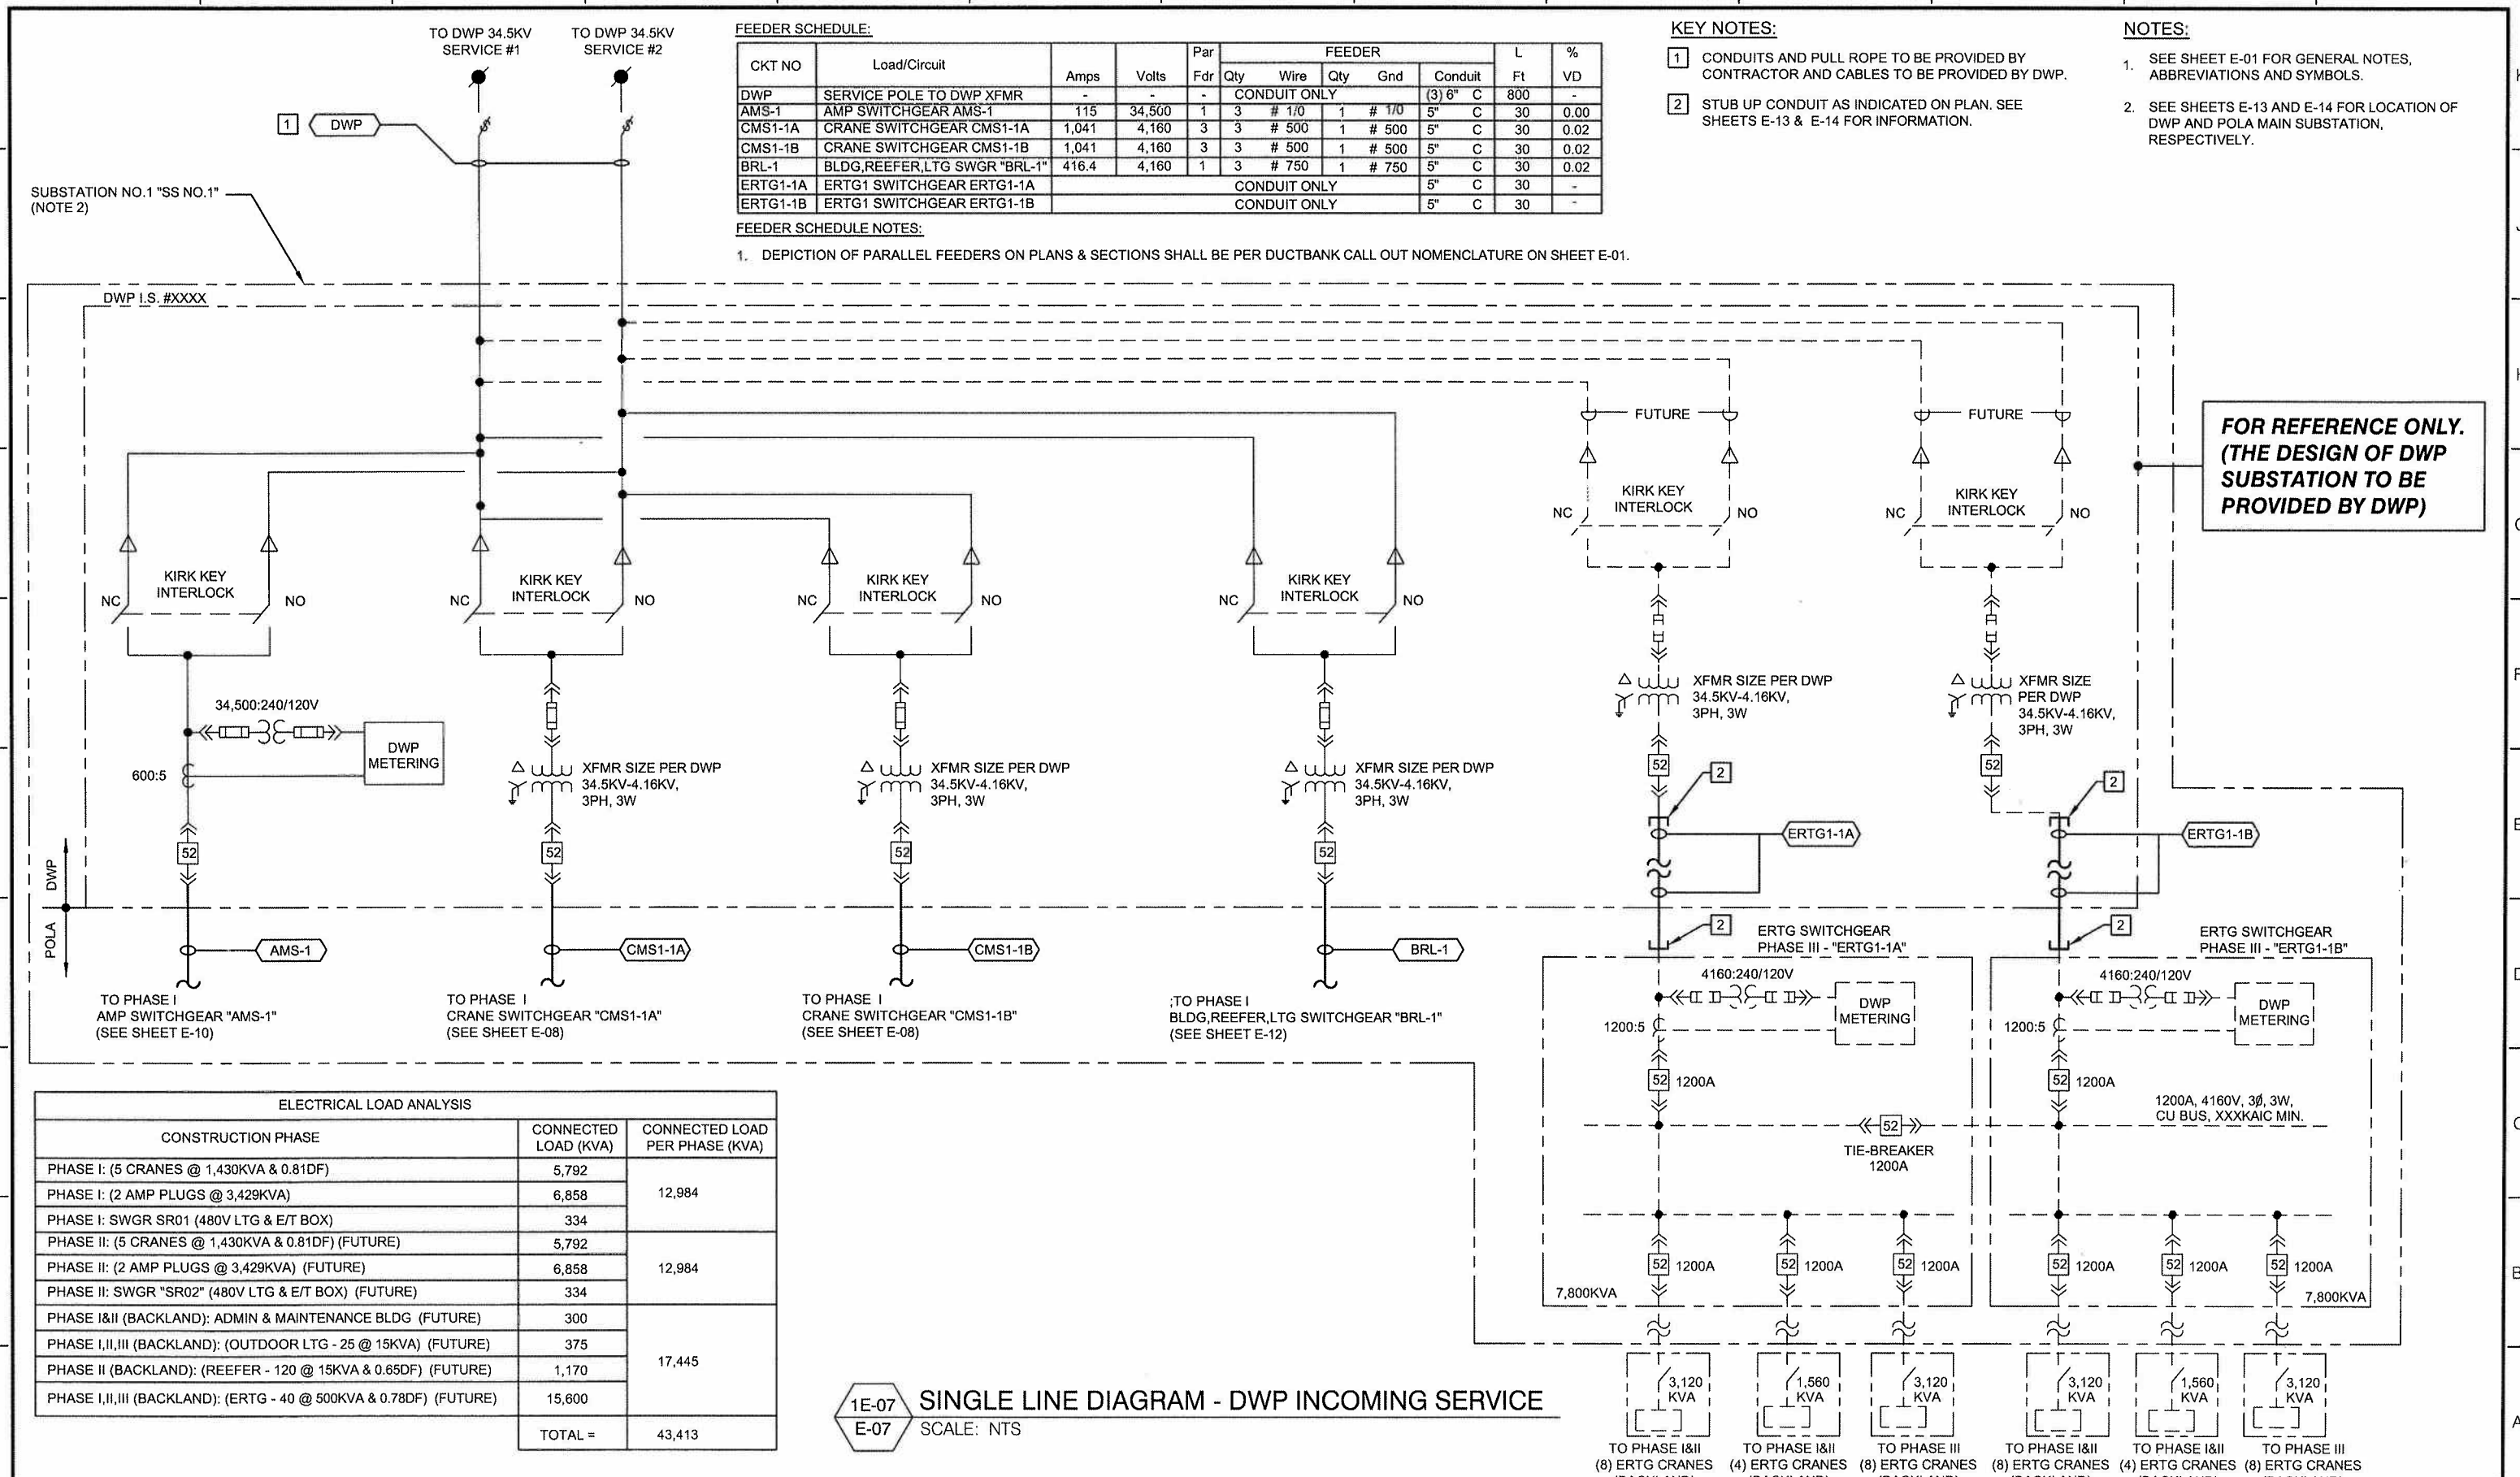 TO DWP 34.5KV
SERVICE #1
TO DWP 34.5KV
SERVICE #2
1
DWP
SUBSTATION NO.1 "SS NO.1"
(NOTE 2)
FEEDER SCHEDULE:
CKT NO Load/Circuit Amps Volts Par Fdr FEEDER Qty Wire Qty Gnd Conduit L Ft % VD
DWP SERVICE POLE TO DWP XFMR - - - CONDUIT ONLY (3) 6" C 800 -
AMS-1 AMP SWITCHGEAR AMS-1 115 34,500 1 3 # 1/0 1 # 1/0 5" C 30 0.00
CMS1-1A CRANE SWITCHGEAR CMS1-1A 1,041 4,160 3 3 # 500 1 # 500 5" C 30 0.02
CMS1-1B CRANE SWITCHGEAR CMS1-1B 1,041 4,160 3 3 # 500 1 # 500 5" C 30 0.02
BRL-1 BLDG,REEFER,LTG SWGR "BRL-1" 416.4 4,160 1 3 # 750 1 # 750 5" C 30 0.02
ERTG1-1A ERTG1 SWITCHGEAR ERTG1-1A CONDUIT ONLY 5" C 30 -
ERTG1-1B ERTG1 SWITCHGEAR ERTG1-1B CONDUIT ONLY 5" C 30 -
FEEDER SCHEDULE NOTES:
1. DEPICTION OF PARALLEL FEEDERS ON PLANS & SECTIONS SHALL BE PER DUCTBANK CALL OUT NOMENCLATURE ON SHEET E-01.
KEY NOTES:
1 CONDUITS AND PULL ROPE TO BE PROVIDED BY
CONTRACTOR AND CABLES TO BE PROVIDED BY DWP.
2 STUB UP CONDUIT AS INDICATED ON PLAN. SEE
SHEETS E-13 & E-14 FOR INFORMATION.
NOTES:
1. SEE SHEET E-01 FOR GENERAL NOTES,
ABBREVIATIONS AND SYMBOLS.
2. SEE SHEETS E-13 AND E-14 FOR LOCATION OF
DWP AND POLA MAIN SUBSTATION,
RESPECTIVELY.
DWP I.S. #XXXX
FOR REFERENCE ONLY.
(THE DESIGN OF DWP
SUBSTATION TO BE
PROVIDED BY DWP)
FUTURE
FUTURE
KIRK KEY
INTERLOCK
NC
NO
KIRK KEY
INTERLOCK
NC
NO
KIRK KEY
INTERLOCK
NC
NO
KIRK KEY
INTERLOCK
NC
NO
KIRK KEY
INTERLOCK
NC
NO
KIRK KEY
INTERLOCK
NC
NO
34,500:240/120V
DWP
METERING
600:5
XFMR SIZE PER DWP
34.5KV-4.16KV,
3PH, 3W
XFMR SIZE PER DWP
34.5KV-4.16KV,
3PH, 3W
XFMR SIZE PER DWP
34.5KV-4.16KV,
3PH, 3W
XFMR SIZE PER DWP
34.5KV-4.16KV,
3PH, 3W
XFMR SIZE
PER DWP
34.5KV-4.16KV,
3PH, 3W
52
52
52
52
52
52
2
2
ERTG1-1A
ERTG1-1B
DWP
POLA
AMS-1
CMS1-1A
CMS1-1B
BRL-1
2
2
TO PHASE I
AMP SWITCHGEAR "AMS-1"
(SEE SHEET E-10)
TO PHASE I
CRANE SWITCHGEAR "CMS1-1A"
(SEE SHEET E-08)
TO PHASE I
CRANE SWITCHGEAR "CMS1-1B"
(SEE SHEET E-08)
;TO PHASE I
BLDG,REEFER,LTG SWITCHGEAR "BRL-1"
(SEE SHEET E-12)
ERTG SWITCHGEAR
PHASE III - "ERTG1-1A"
ERTG SWITCHGEAR
PHASE III - "ERTG1-1B"
4160:240/120V
DWP
METERING
1200:5
52 1200A
4160:240/120V
DWP
METERING
1200:5
52 1200A
1200A, 4160V, 3Ø, 3W,
CU BUS, XXXKAIC MIN.
52
TIE-BREAKER
1200A
52 1200A
52 1200A
52 1200A
52 1200A
52 1200A
52 1200A
7,800KVA
7,800KVA
3,120
KVA
1,560
KVA
3,120
KVA
3,120
KVA
1,560
KVA
3,120
KVA
TO PHASE I&II
(8) ERTG CRANES
TO PHASE I&II
(4) ERTG CRANES
TO PHASE III
(8) ERTG CRANES
TO PHASE I&II
(8) ERTG CRANES
TO PHASE I&II
(4) ERTG CRANES
TO PHASE III
(8) ERTG CRANES
ELECTRICAL LOAD ANALYSIS
CONSTRUCTION PHASE CONNECTED LOAD (KVA) CONNECTED LOAD PER PHASE (KVA)
PHASE I: (5 CRANES @ 1,430KVA & 0.81DF) 5,792
PHASE I: (2 AMP PLUGS @ 3,429KVA) 6,858 12,984
PHASE I: SWGR SR01 (480V LTG & E/T BOX) 334
PHASE II: (5 CRANES @ 1,430KVA & 0.81DF) (FUTURE) 5,792
PHASE II: (2 AMP PLUGS @ 3,429KVA) (FUTURE) 6,858 12,984
PHASE II: SWGR "SR02" (480V LTG & E/T BOX) (FUTURE) 334
PHASE I&II (BACKLAND): ADMIN & MAINTENANCE BLDG (FUTURE) 300
PHASE I,II,III (BACKLAND): (OUTDOOR LTG - 25 @ 15KVA) (FUTURE) 375
PHASE II (BACKLAND): (REEFER - 120 @ 15KVA & 0.65DF) (FUTURE) 1,170 17,445
PHASE I,II,III (BACKLAND): (ERTG - 40 @ 500KVA & 0.78DF) (FUTURE) 15,600
TOTAL = 43,413
1E-07
E-07
SINGLE LINE DIAGRAM - DWP INCOMING SERVICE
SCALE: NTS